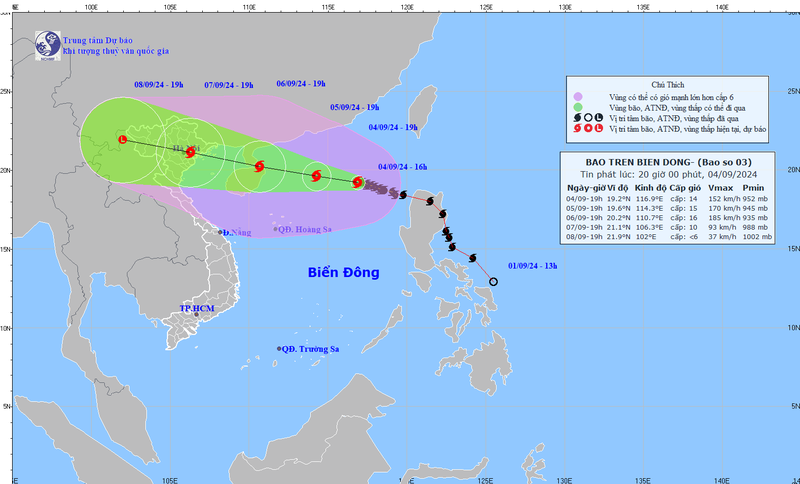 E 100E 105E 110E 115E 120E 125E 130E 135E 140E
30N
Trung tâm Dự báo
Khí tượng thuỷ văn quốc gia
08/09/24 - 19h
07/09/24 - 19h
06/09/24 - 19h
05/09/24 - 19h
04/09/24 - 19h
04/09/24 - 16h
01/09/24 - 13h
Chú Thích
Vùng có thể có gió mạnh lớn hơn cấp 6
Vùng bão, ATNĐ, vùng thấp có thể đi qua
Vị trí tâm bão, ATNĐ, vùng thấp đã qua
Vị trí tâm bão, ATNĐ, vùng thấp hiện tại, dự báo
BAO TREN BIEN DONG- (Bao so 03)
Tin phát lúc: 20 giờ 00 phút, 04/09/2024
Ngày-giờ Vĩ độ Kinh độ Cấp gió Vmax Pmin
04/09-19h 19.2°N 116.9°E cấp: 14 152 km/h 952 mb
05/09-19h 19.6°N 114.3°E cấp: 15 170 km/h 945 mb
06/09-19h 20.2°N 110.7°E cấp: 16 185 km/h 935 mb
07/09-19h 21.1°N 106.3°E cấp: 10 93 km/h 988 mb
08/09-19h 21.9°N 102°E cấp: <6 37 km/h 1002 mb
25N
Hà Nội
20N
Đ.Nẵng
QĐ. Hoàng Sa
15N
Biển Đông
TP.HCM
10N
QĐ. Trường Sa
5N
105E 110E 115E 120E 125E 130E 135E 140E